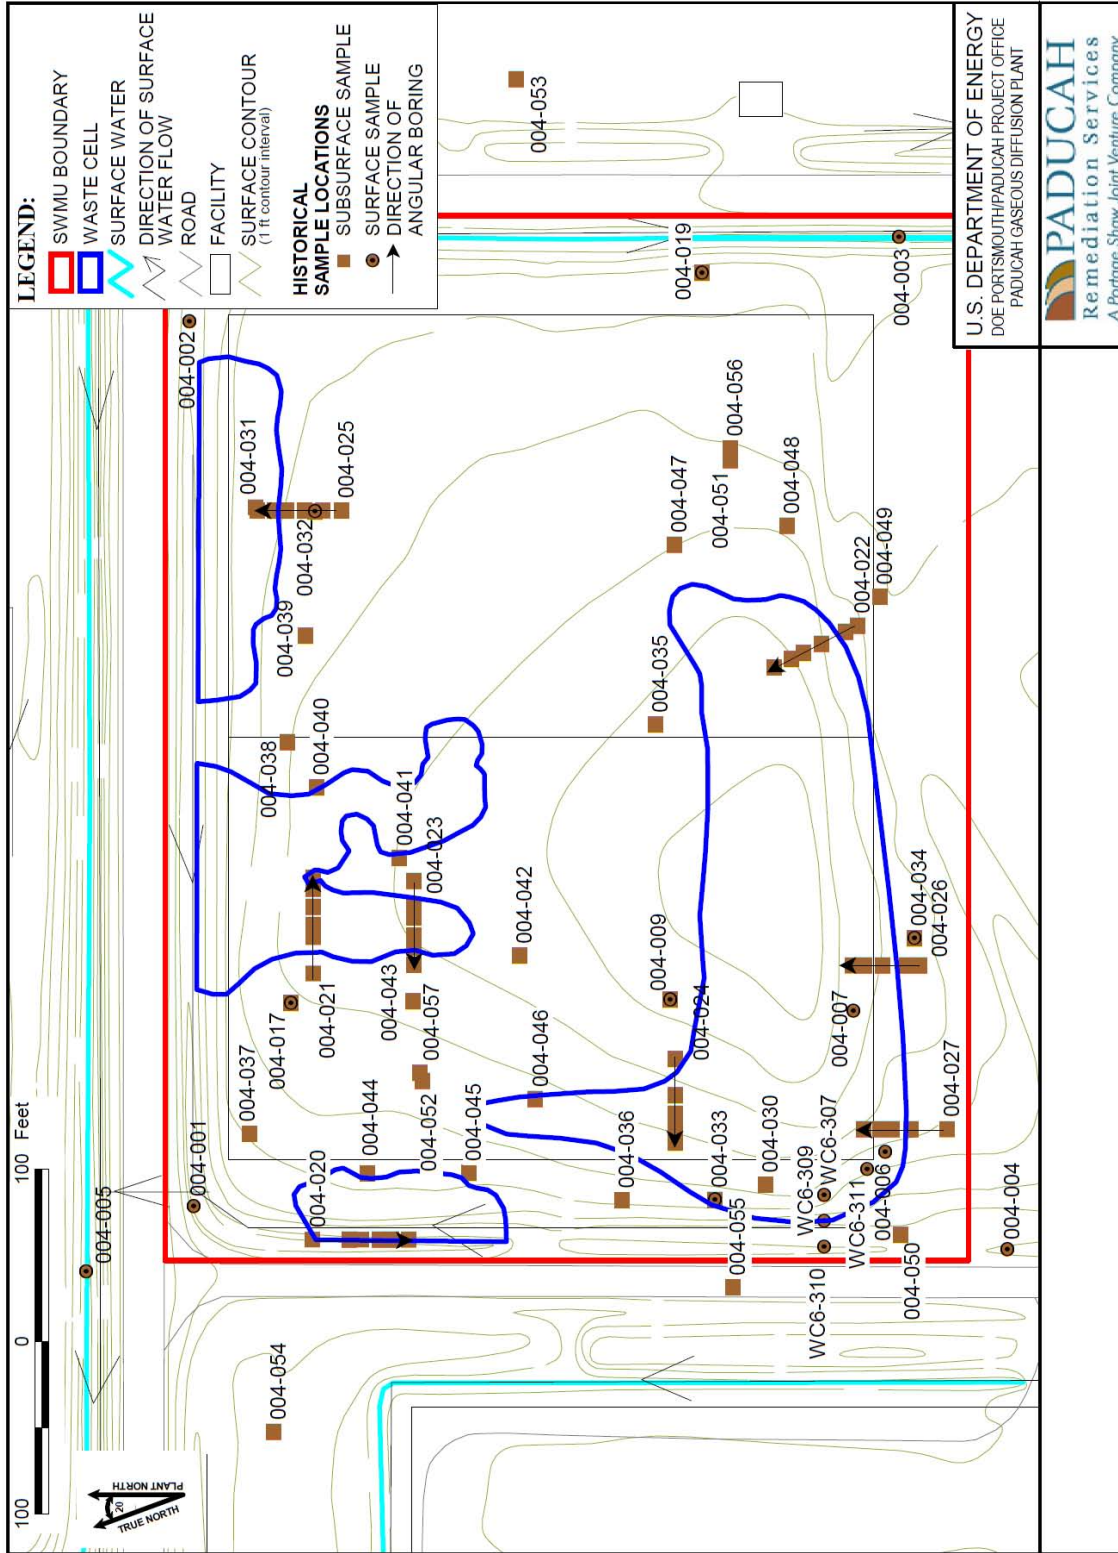 LEGEND:
SWMU BOUNDARY
WASTE CELL
SURFACE WATER
DIRECTION OF SURFACE
WATER FLOW
ROAD
FACILITY
SURFACE CONTOUR
(1 ft contour interval)
HISTORICAL
SAMPLE LOCATIONS
SUBSURFACE SAMPLE
SURFACE SAMPLE
DIRECTION OF
ANGULAR BORING
100 0 100 Feet
TRUE NORTH
20
PLANT NORTH
004-005
004-001
004-002
004-054
004-037
004-017
004-021
004-038
004-040
004-039
004-032
004-031
004-025
004-053
004-020
004-044
004-052
004-045
004-057
004-043
004-041
004-023
004-042
004-046
004-036
004-033
004-030
004-055
004-009
004-024
004-035
004-047
004-051
004-056
004-048
004-022
004-049
004-019
004-003
WC6-310
WC6-309
WC6-307
WC6-311
004-006
004-050
004-007
004-027
004-034
004-026
004-004
U.S. DEPARTMENT OF ENERGY
DOE PORTSMOUTH/PADUCAH PROJECT OFFICE
PADUCAH GASEOUS DIFFUSION PLANT
PADUCAH
Remediation Services
A Portage Shaw Joint Venture Company